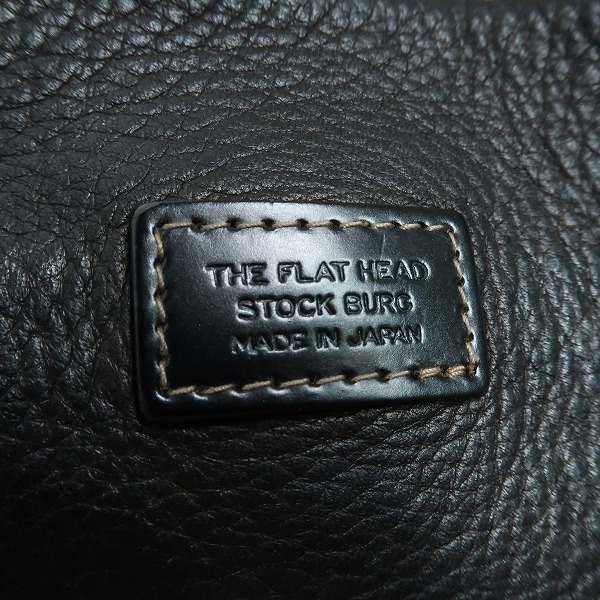 THE FLAT HEAD
STOCK BURG
MADE IN JAPAN